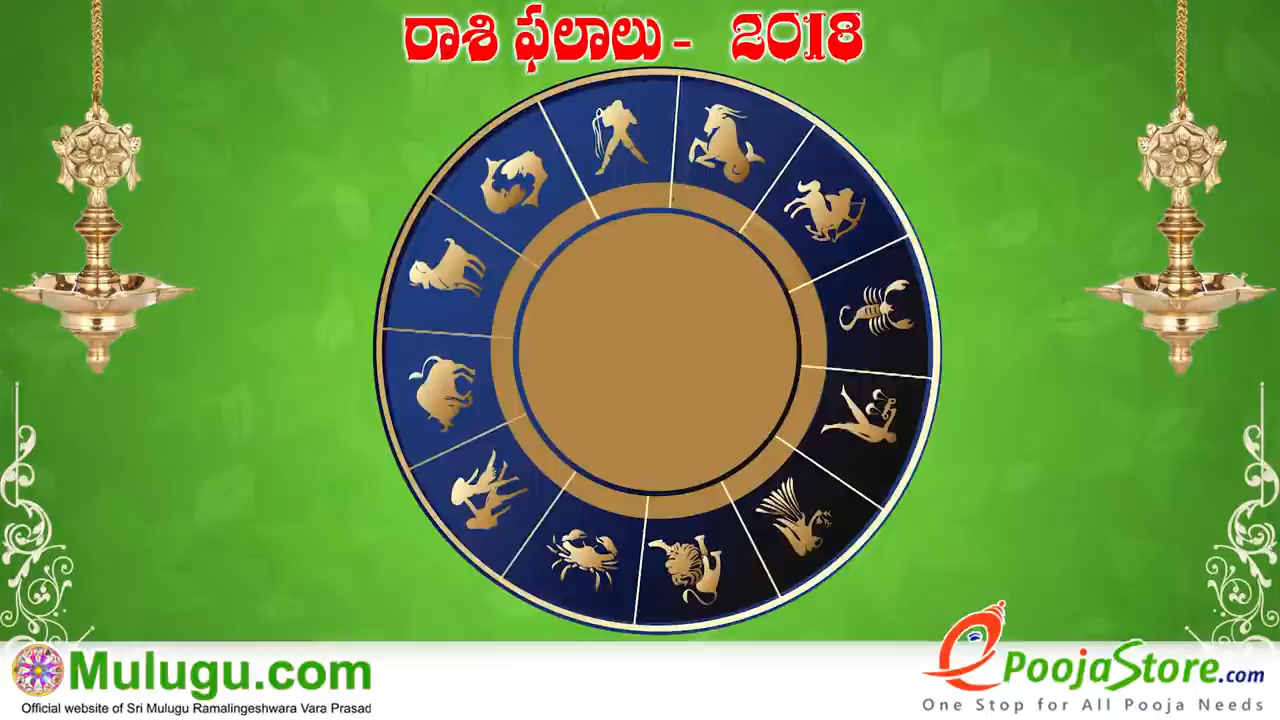 రాశి ఫలాలు - 2018
Mulugu.com
Official website of Sri Mulugu Ramalingeshwara Vara Prasad
ePoojaStore.com
One Stop for All Pooja Needs